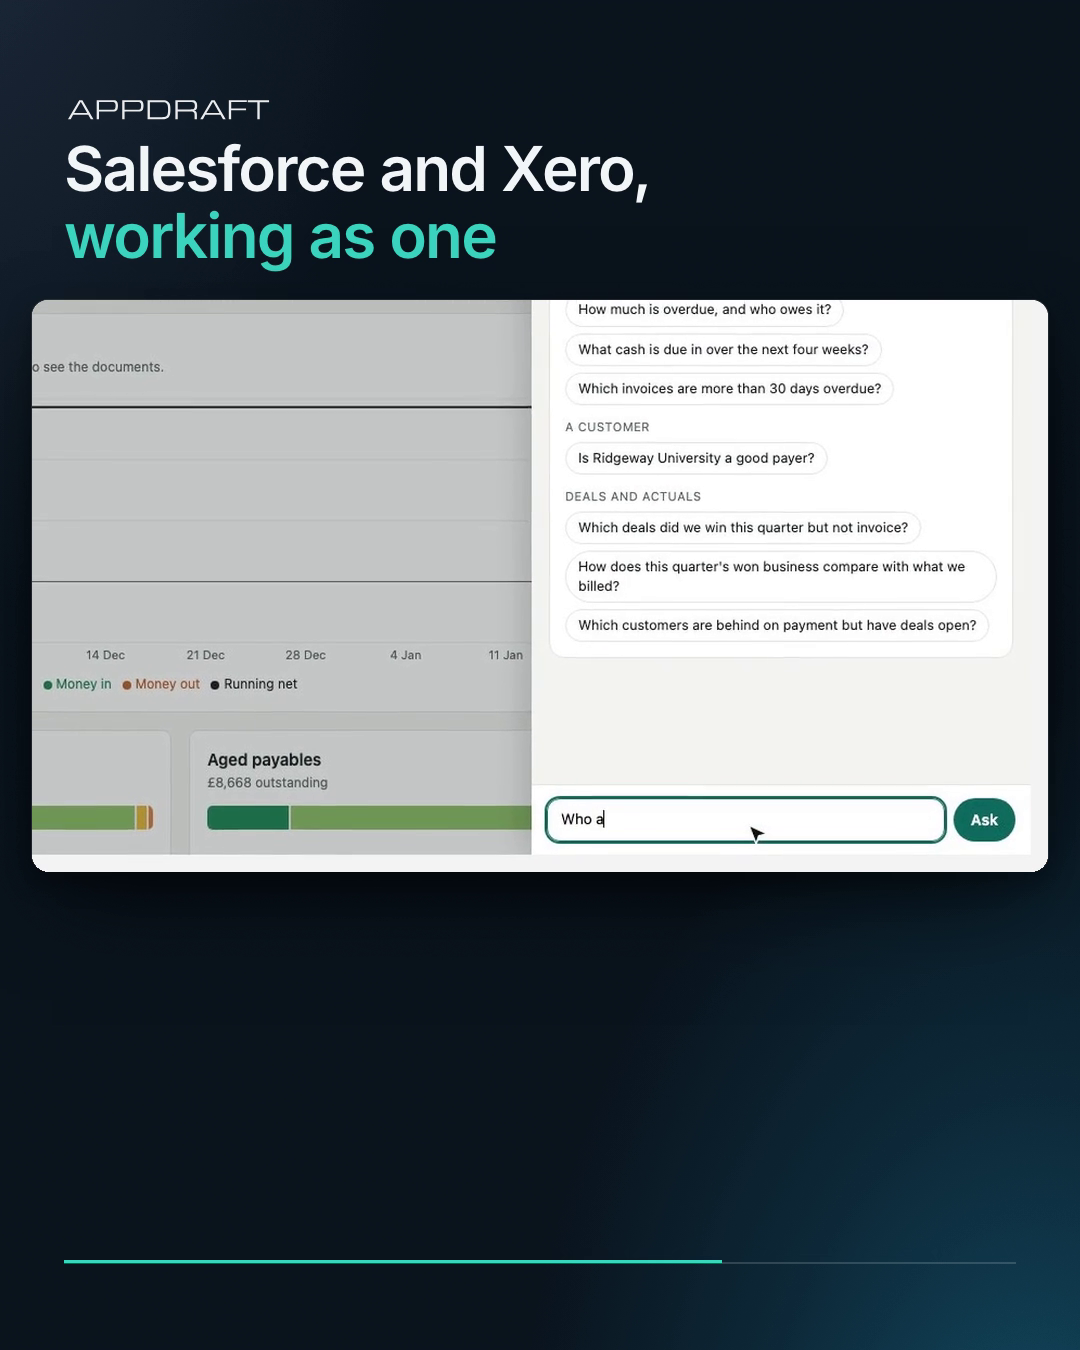 APPDRAFT
Salesforce and Xero,
working as one
o see the documents.
14 Dec
21 Dec
28 Dec
4 Jan
11 Jan
Money in
Money out
Running net
Aged payables
£8,668 outstanding
How much is overdue, and who owes it?
What cash is due in over the next four weeks?
Which invoices are more than 30 days overdue?
A CUSTOMER
Is Ridgeway University a good payer?
DEALS AND ACTUALS
Which deals did we win this quarter but not invoice?
How does this quarter's won business compare with what we
billed?
Which customers are behind on payment but have deals open?
Who a
Ask